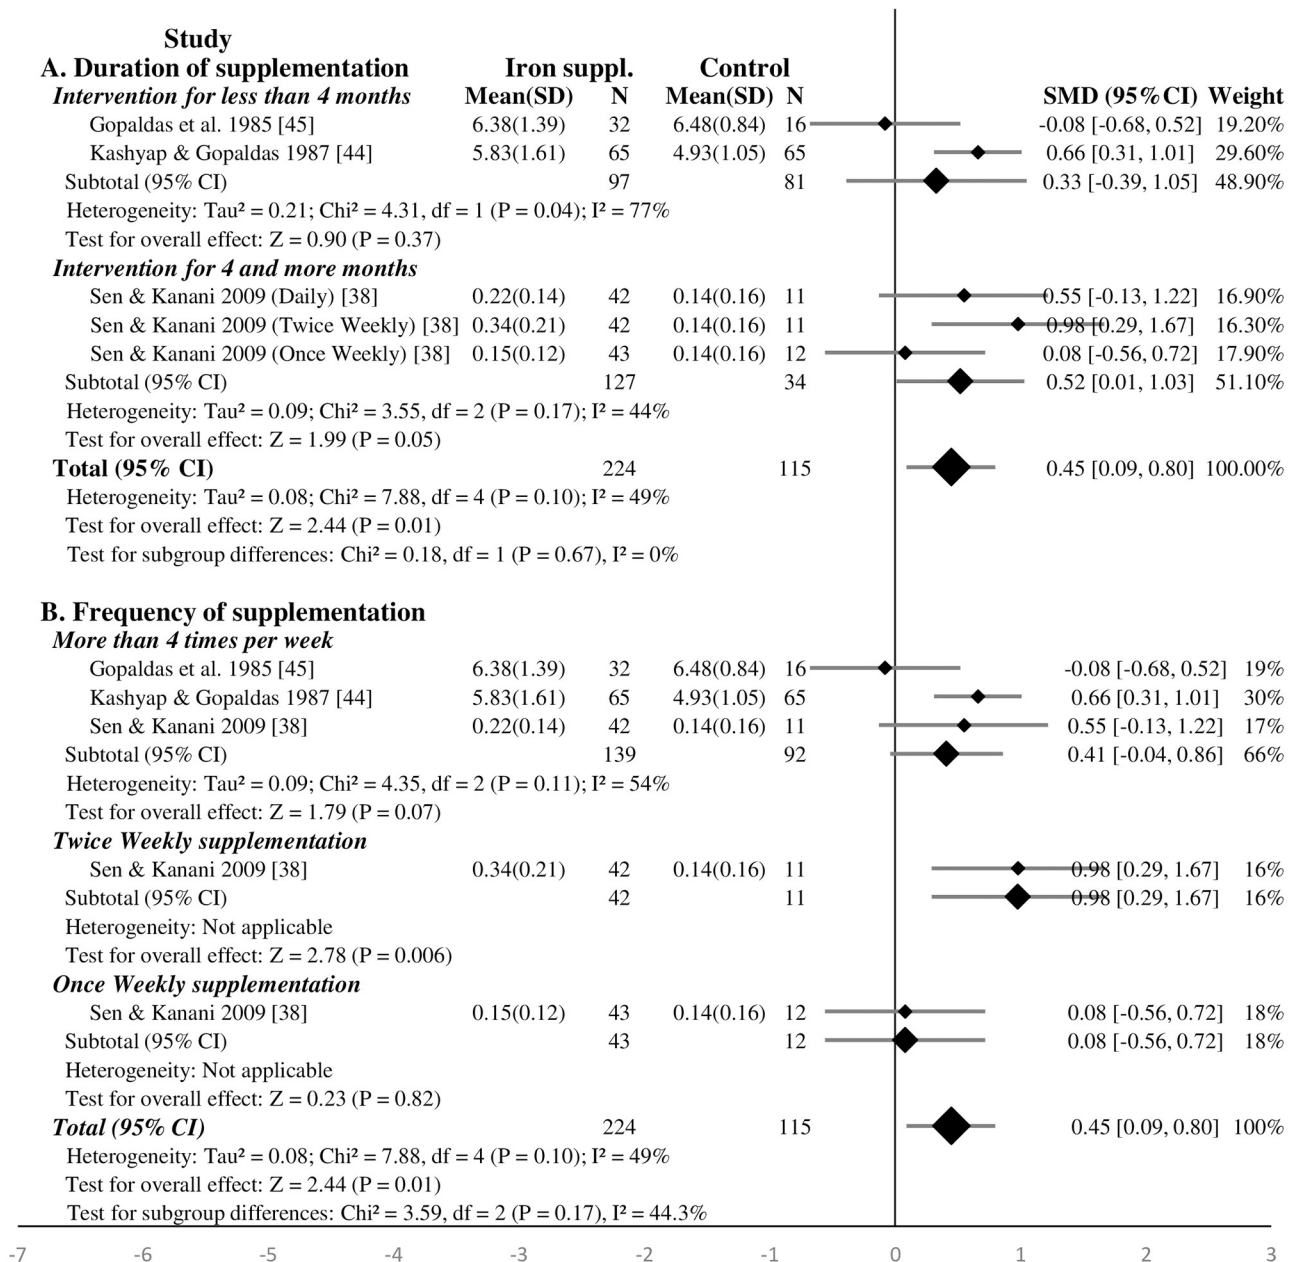 Study
A. Duration of supplementation Iron suppl. Control
Intervention for less than 4 months Mean(SD) N Mean(SD) N SMD (95%CI) Weight
Gopaldas et al. 1985 [45] 6.38(1.39) 32 6.48(0.84) 16 -0.08 [-0.68, 0.52] 19.20%
Kashyap & Gopaldas 1987 [44] 5.83(1.61) 65 4.93(1.05) 65 0.66 [0.31, 1.01] 29.60%
Subtotal (95% CI) 97 81 0.33 [-0.39, 1.05] 48.90%
Heterogeneity: Tau² = 0.21; Chi² = 4.31, df = 1 (P = 0.04); I² = 77%
Test for overall effect: Z = 0.90 (P = 0.37)
Intervention for 4 and more months
Sen & Kanani 2009 (Daily) [38] 0.22(0.14) 42 0.14(0.16) 11 0.55 [-0.13, 1.22] 16.90%
Sen & Kanani 2009 (Twice Weekly) [38] 0.34(0.21) 42 0.14(0.16) 11 0.98 [0.29, 1.67] 16.30%
Sen & Kanani 2009 (Once Weekly) [38] 0.15(0.12) 43 0.14(0.16) 12 0.08 [-0.56, 0.72] 17.90%
Subtotal (95% CI) 127 34 0.52 [0.01, 1.03] 51.10%
Heterogeneity: Tau² = 0.09; Chi² = 3.55, df = 2 (P = 0.17); I² = 44%
Test for overall effect: Z = 1.99 (P = 0.05)
Total (95% CI) 224 115 0.45 [0.09, 0.80] 100.00%
Heterogeneity: Tau² = 0.08; Chi² = 7.88, df = 4 (P = 0.10); I² = 49%
Test for overall effect: Z = 2.44 (P = 0.01)
Test for subgroup differences: Chi² = 0.18, df = 1 (P = 0.67), I² = 0%
B. Frequency of supplementation
More than 4 times per week
Gopaldas et al. 1985 [45] 6.38(1.39) 32 6.48(0.84) 16 -0.08 [-0.68, 0.52] 19%
Kashyap & Gopaldas 1987 [44] 5.83(1.61) 65 4.93(1.05) 65 0.66 [0.31, 1.01] 30%
Sen & Kanani 2009 [38] 0.22(0.14) 42 0.14(0.16) 11 0.55 [-0.13, 1.22] 17%
Subtotal (95% CI) 139 92 0.41 [-0.04, 0.86] 66%
Heterogeneity: Tau² = 0.09; Chi² = 4.35, df = 2 (P = 0.11); I² = 54%
Test for overall effect: Z = 1.79 (P = 0.07)
Twice Weekly supplementation
Sen & Kanani 2009 [38] 0.34(0.21) 42 0.14(0.16) 11 0.98 [0.29, 1.67] 16%
Subtotal (95% CI) 42 11 0.98 [0.29, 1.67] 16%
Heterogeneity: Not applicable
Test for overall effect: Z = 2.78 (P = 0.006)
Once Weekly supplementation
Sen & Kanani 2009 [38] 0.15(0.12) 43 0.14(0.16) 12 0.08 [-0.56, 0.72] 18%
Subtotal (95% CI) 43 12 0.08 [-0.56, 0.72] 18%
Heterogeneity: Not applicable
Test for overall effect: Z = 0.23 (P = 0.82)
Total (95% CI) 224 115 0.45 [0.09, 0.80] 100%
Heterogeneity: Tau² = 0.08; Chi² = 7.88, df = 4 (P = 0.10); I² = 49%
Test for overall effect: Z = 2.44 (P = 0.01)
Test for subgroup differences: Chi² = 3.59, df = 2 (P = 0.17), I² = 44.3%
-7 -6 -5 -4 -3 -2 -1 0 1 2 3